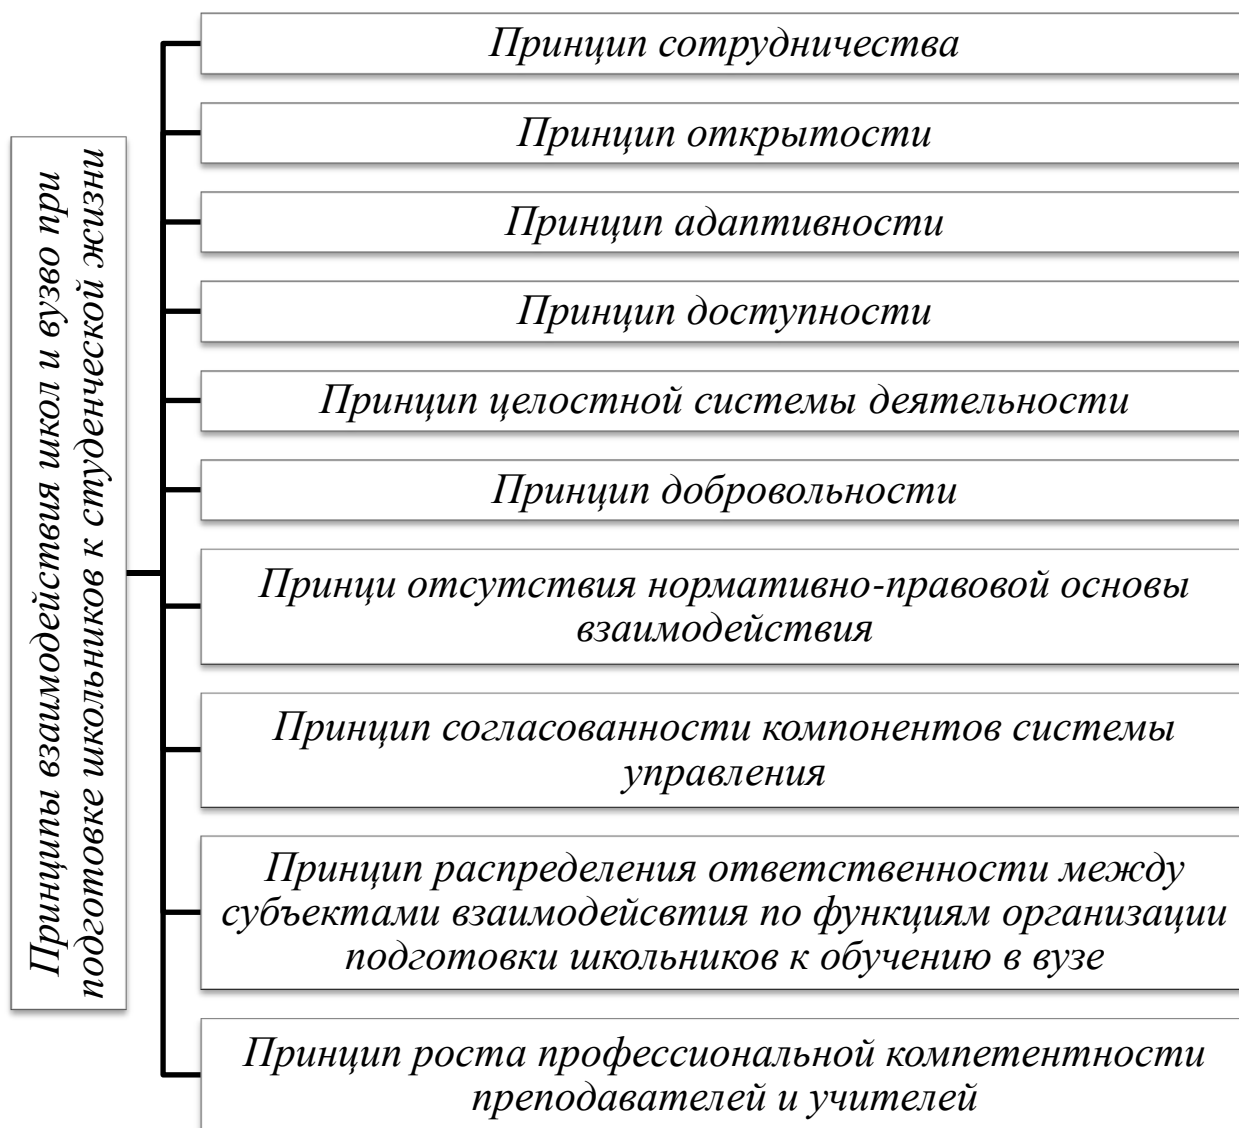 Принципы взаимодействия школ и вузво при
подготовке школьников к студенческой жизни
Принцип сотрудничества
Принцип открытости
Принцип адаптивности
Принцип доступности
Принцип целостной системы деятельности
Принцип добровольности
Принци отсутствия нормативно-правовой основы
взаимодействия
Принцип согласованности компонентов системы
управления
Принцип распределения ответственности между
субъектами взаимодейсвтия по функциям организации
подготовки школьников к обучению в вузе
Принцип роста профессиональной компетентности
преподавателей и учителей